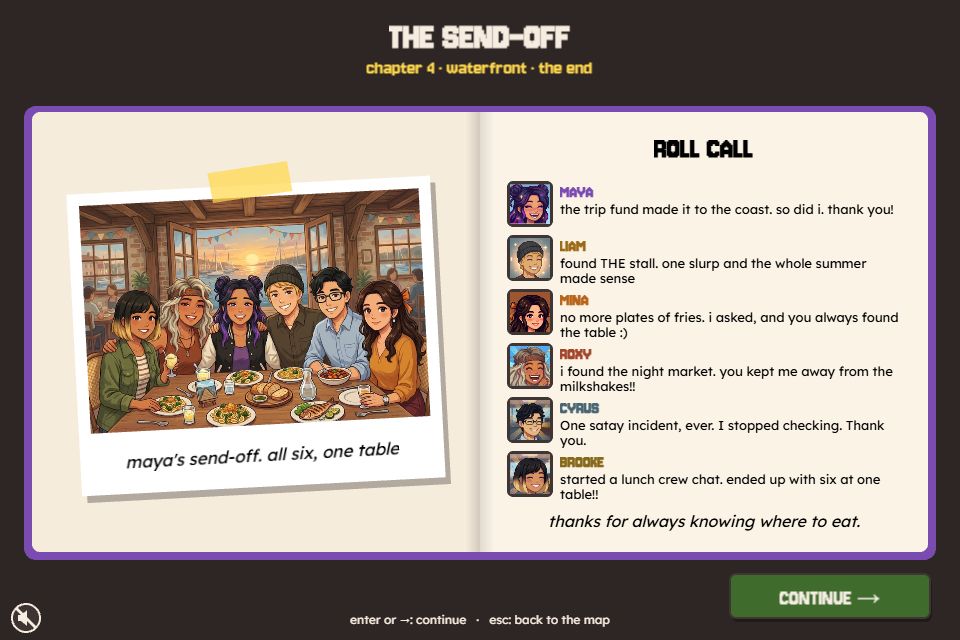 THE SEND-OFF
chapter 4 · waterfront · the end
maya's send-off. all six, one table
ROLL CALL
MAYA
the trip fund made it to the coast. so did i. thank you!
LIAM
found THE stall. one slurp and the whole summer
made sense
MINA
no more plates of fries. i asked, and you always found
the table :)
ROXY
i found the night market. you kept me away from the
milkshakes!!
CYRUS
One satay incident, ever. I stopped checking. Thank
you.
BROOKE
started a lunch crew chat. ended up with six at one
table!!
thanks for always knowing where to eat.
CONTINUE →
enter or →: continue · esc: back to the map